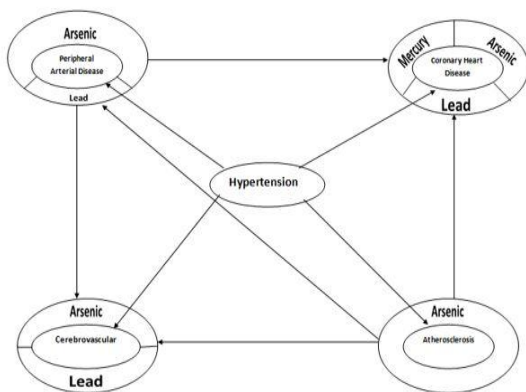 Arsenic
Peripheral
Arterial Disease
Lead
Mercury
Arsenic
Coronary Heart
Disease
Lead
Hypertension
Arsenic
Cerebrovascular
Lead
Arsenic
Atherosclerosis